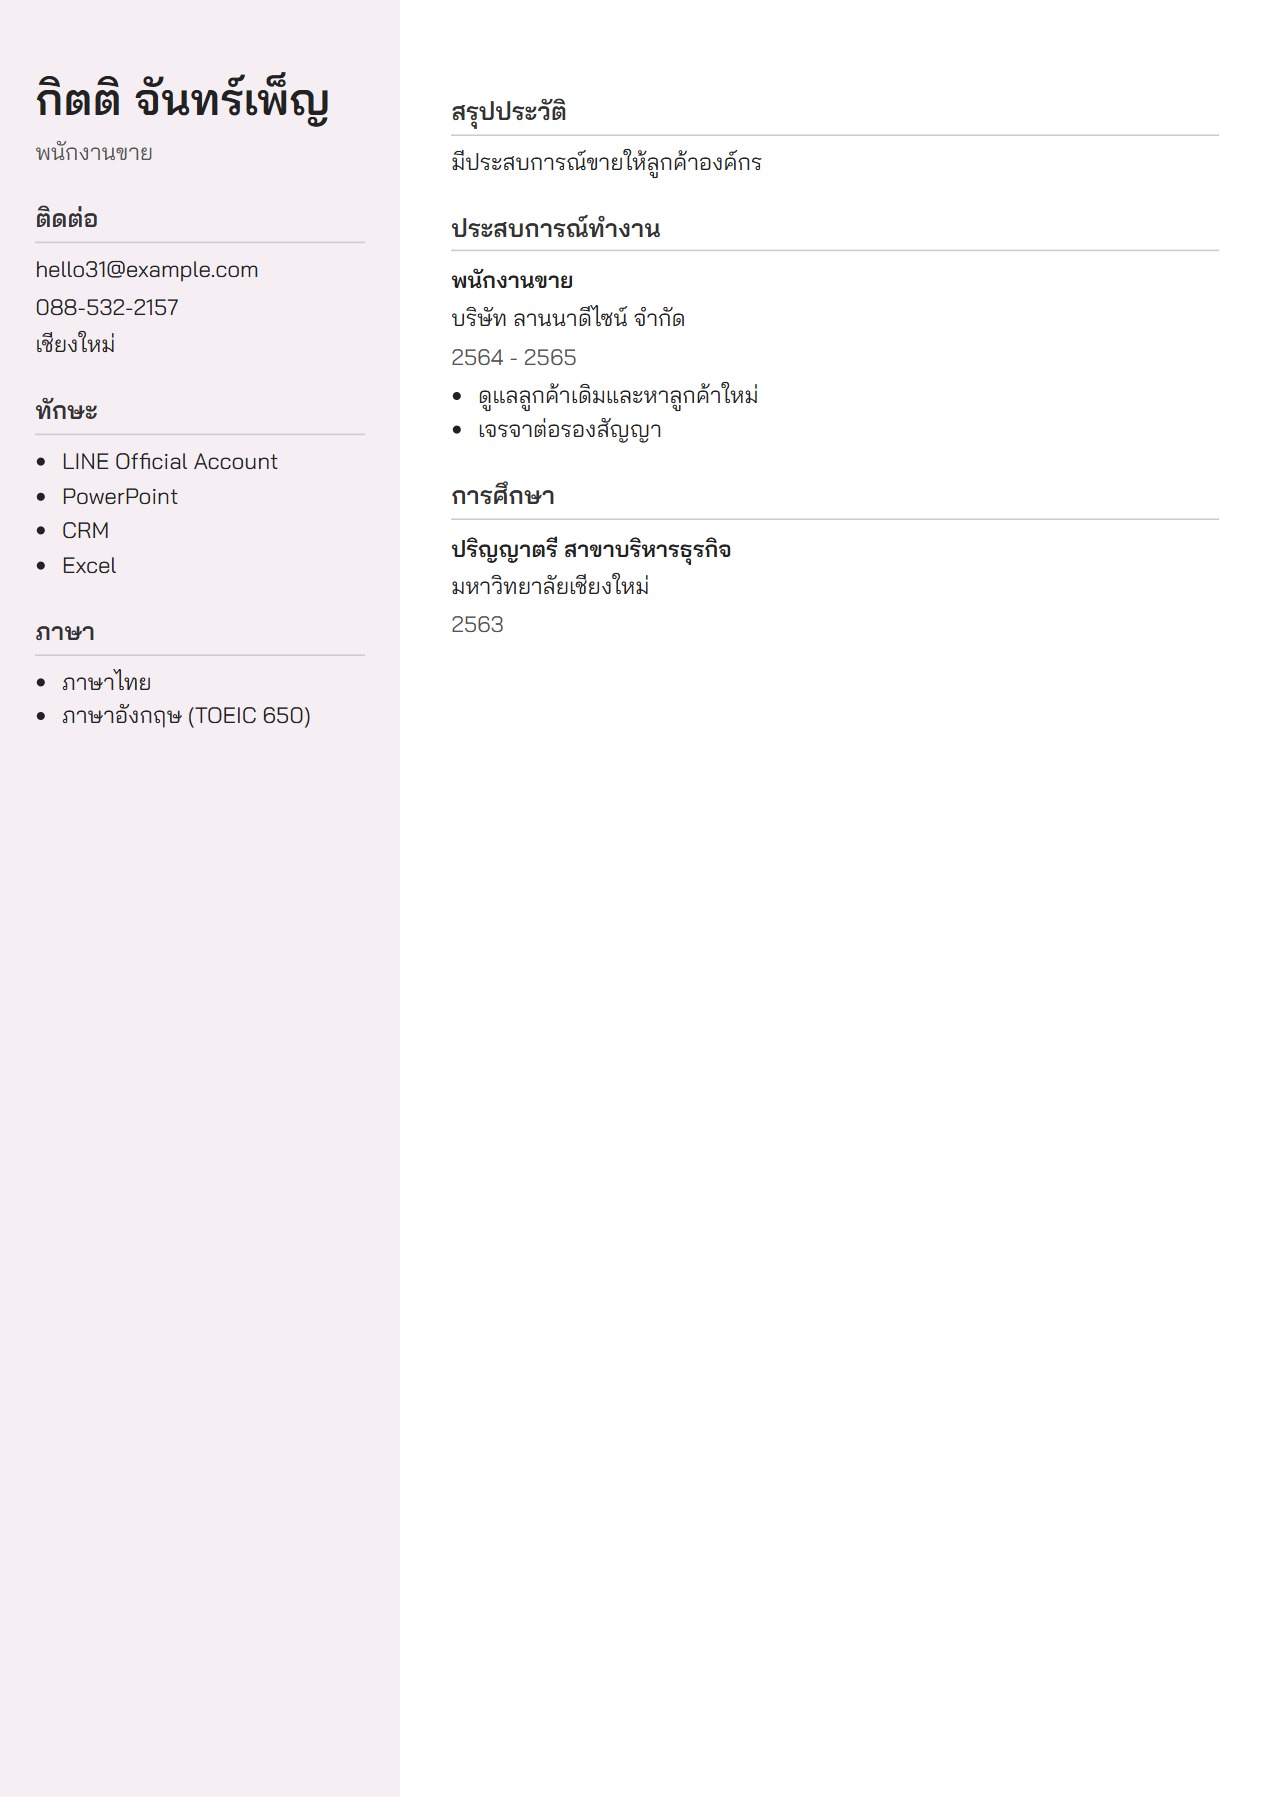 กิตติ จันทร์เพ็ญ
พนักงานขาย
ติดต่อ
hello31@example.com
088-532-2157
เชียงใหม่
ทักษะ
• LINE Official Account
• PowerPoint
• CRM
• Excel
ภาษา
• ภาษาไทย
• ภาษาอังกฤษ (TOEIC 650)
สรุปประวัติ
มีประสบการณ์ขายให้ลูกค้าองค์กร
ประสบการณ์ทำงาน
พนักงานขาย
บริษัท ลานนาดีไซน์ จำกัด
2564 - 2565
• ดูแลลูกค้าเดิมและหาลูกค้าใหม่
• เจรจาต่อรองสัญญา
การศึกษา
ปริญญาตรี สาขาบริหารธุรกิจ
มหาวิทยาลัยเชียงใหม่
2563